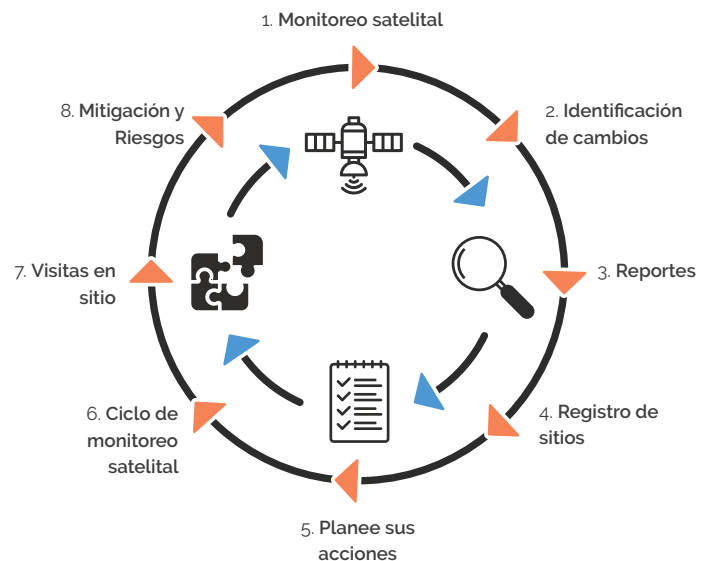 1. Monitoreo satelital
2. Identificación
de cambios
3. Reportes
4. Registro de
sitios
5. Planee sus
acciones
6. Ciclo de
monitoreo
satelital
7. Visitas en
sitio
8. Mitigación y
Riesgos